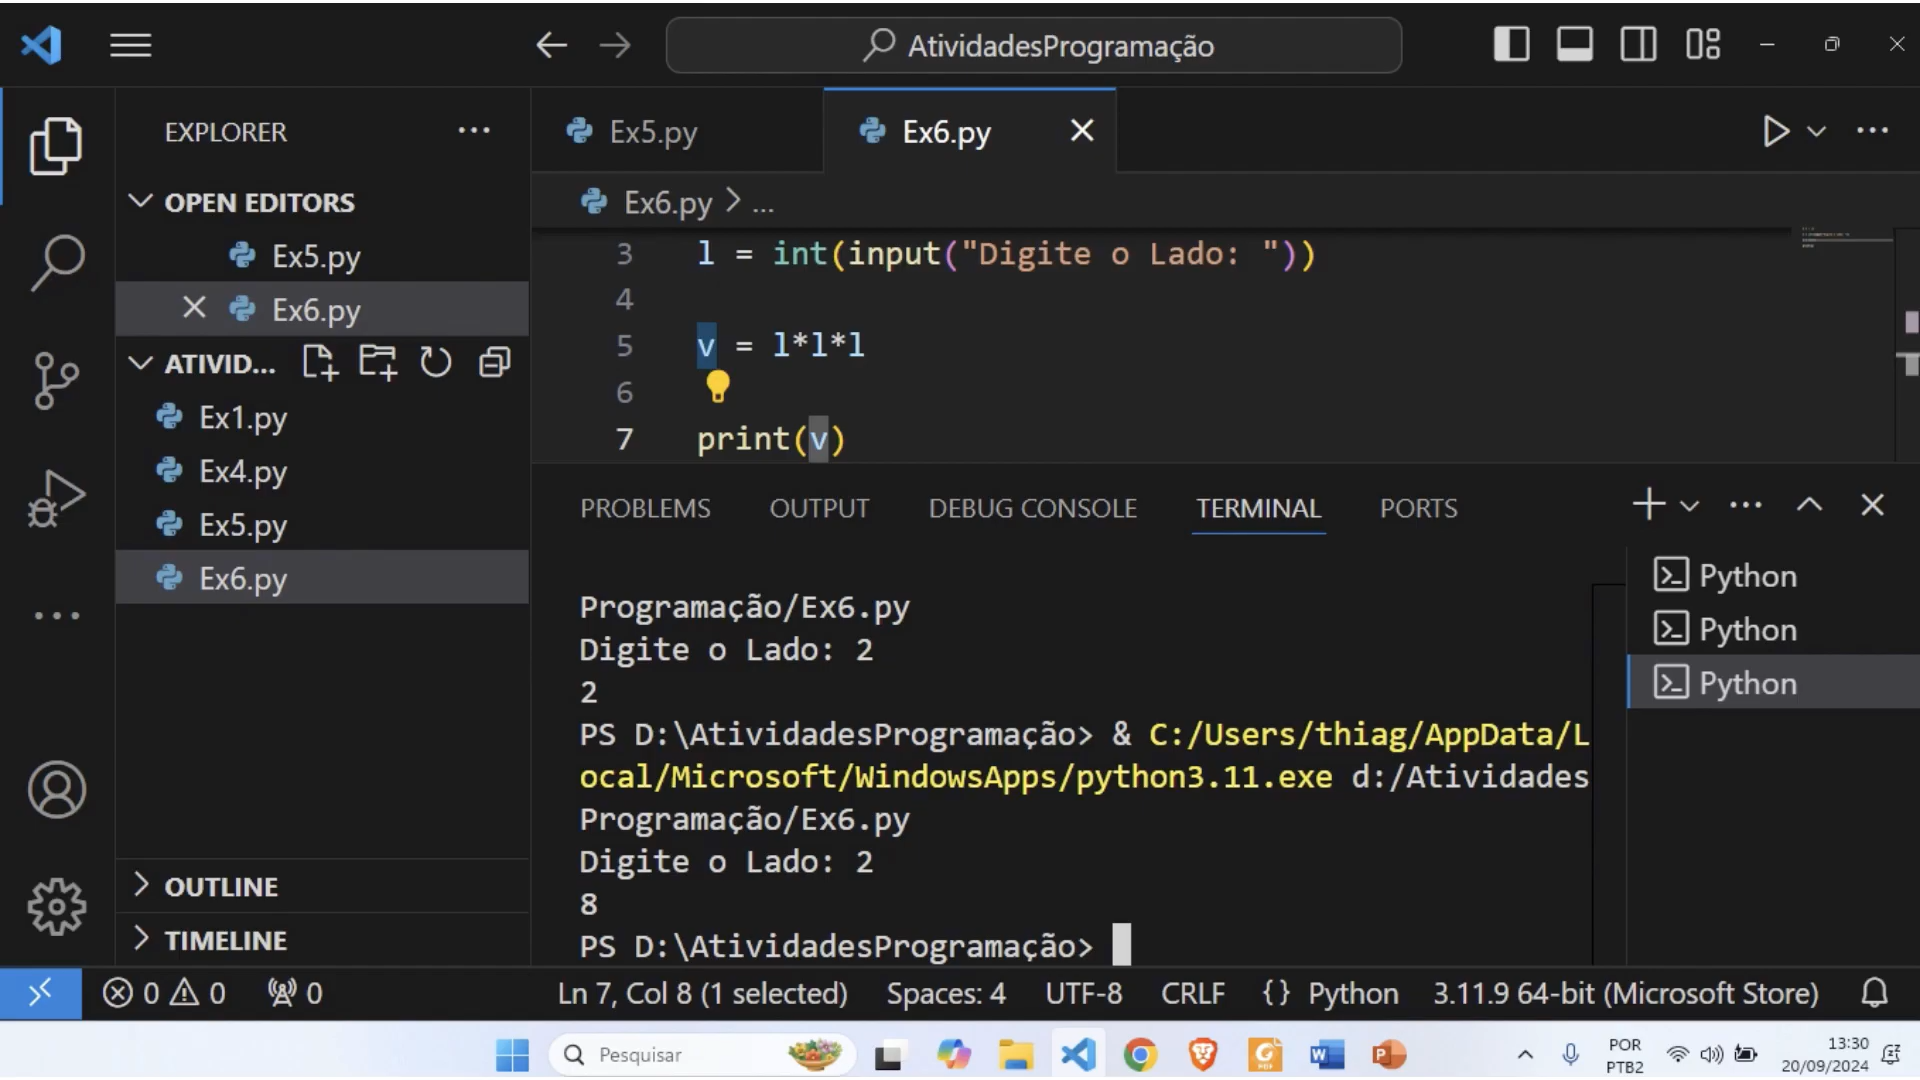 AtividadesProgramação
EXPLORER
OPEN EDITORS
Ex5.py
Ex6.py
ATIVID...
Ex1.py
Ex4.py
Ex5.py
Ex6.py
OUTLINE
TIMELINE
Ex5.py
Ex6.py
Ex6.py > ...
3 l = int(input("Digite o Lado: "))
4
5 v = l*l*l
6
7 print(v)
PROBLEMS OUTPUT DEBUG CONSOLE TERMINAL PORTS
Programação/Ex6.py
Digite o Lado: 2
2
PS D:\AtividadesProgramação> & C:/Users/thiag/AppData/L
ocal/Microsoft/WindowsApps/python3.11.exe d:/Atividades
Programação/Ex6.py
Digite o Lado: 2
8
PS D:\AtividadesProgramação>
Python
Python
Python
0 0 0 Ln 7, Col 8 (1 selected) Spaces: 4 UTF-8 CRLF {} Python 3.11.9 64-bit (Microsoft Store)
Pesquisar
POR
PTB2
13:30
20/09/2024